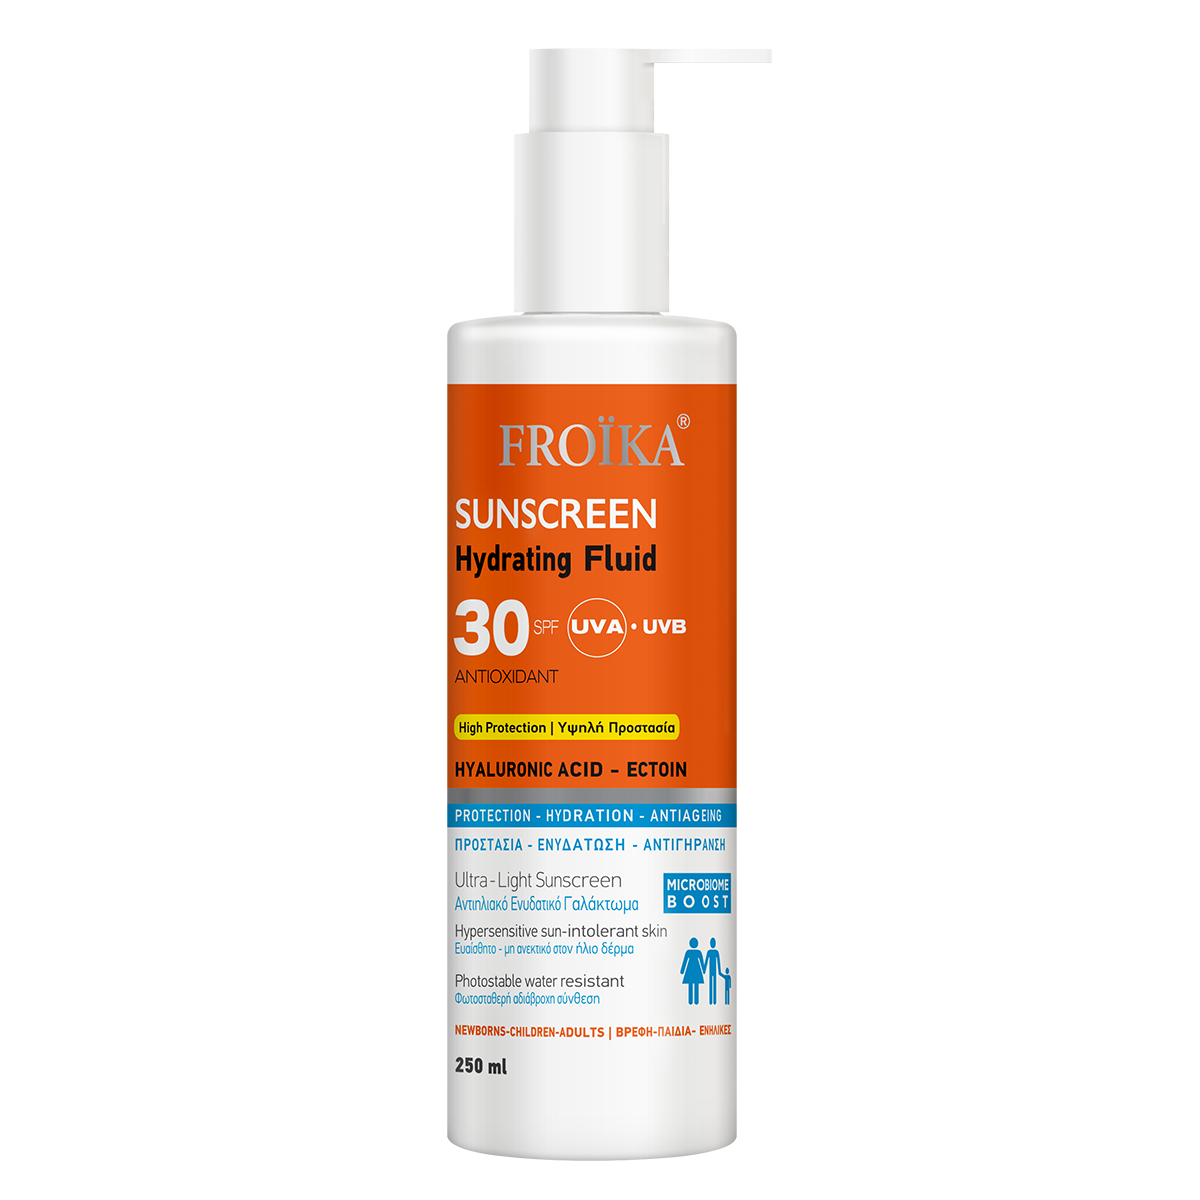 FROÏKA®
SUNSCREEN
Hydrating Fluid
30 SPF UVA • UVB
ANTIOXIDANT
High Protection | Υψηλή Προστασία
HYALURONIC ACID - ECTOIN
PROTECTION - HYDRATION - ANTIAGEING
ΠΡΟΣΤΑΣΙΑ - ΕΝΥΔΑΤΩΣΗ - ΑΝΤΙΓΗΡΑΝΣΗ
Ultra-Light Sunscreen
Αντιηλιακό Ενυδατικό Γαλάκτωμα
MICROBIOME
BOOST
Hypersensitive sun-intolerant skin
Ευαίσθητο - μη ανεκτικό στον ήλιο δέρμα
Photostable water resistant
Φωτοσταθερή αδιάβροχη σύνθεση
NEWBORNS-CHILDREN-ADULTS | ΒΡΕΦΗ-ΠΑΙΔΙΑ- ΕΝΗΛΙΚΕΣ
250 ml